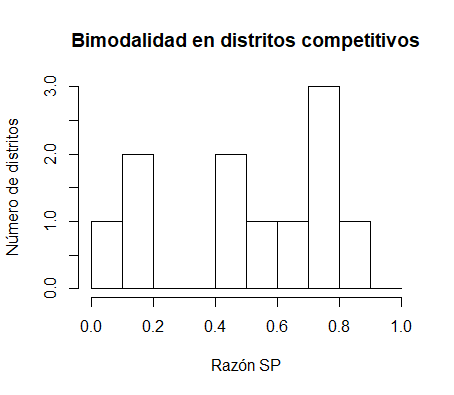 Bimodalidad en distritos competitivos
Número de distritos
3.0
2.0
1.0
0.0
0.0 0.2 0.4 0.6 0.8 1.0
Razón SP